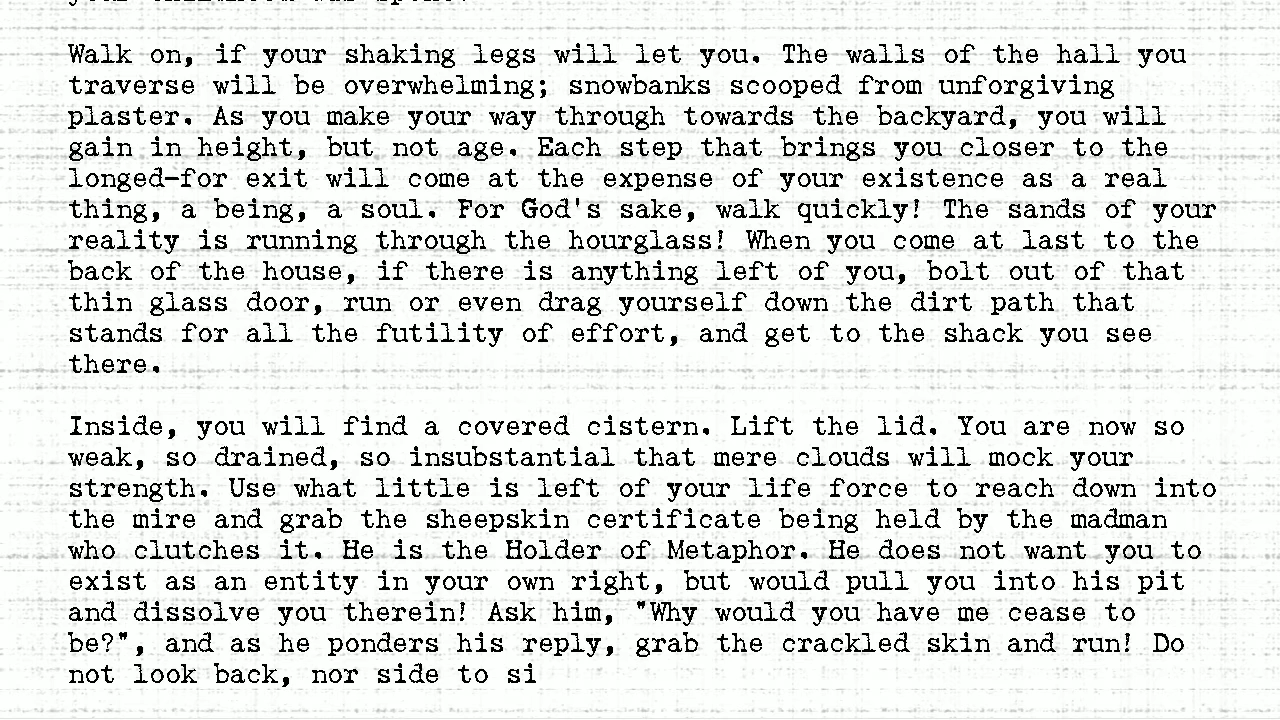 Walk on, if your shaking legs will let you. The walls of the hall you
traverse will be overwhelming; snowbanks scooped from unforgiving
plaster. As you make your way through towards the backyard, you will
gain in height, but not age. Each step that brings you closer to the
longed-for exit will come at the expense of your existence as a real
thing, a being, a soul. For God's sake, walk quickly! The sands of your
reality is running through the hourglass! When you come at last to the
back of the house, if there is anything left of you, bolt out of that
thin glass door, run or even drag yourself down the dirt path that
stands for all the futility of effort, and get to the shack you see
there.
Inside, you will find a covered cistern. Lift the lid. You are now so
weak, so drained, so insubstantial that mere clouds will mock your
strength. Use what little is left of your life force to reach down into
the mire and grab the sheepskin certificate being held by the madman
who clutches it. He is the Holder of Metaphor. He does not want you to
exist as an entity in your own right, but would pull you into his pit
and dissolve you therein! Ask him, "Why would you have me cease to
be?", and as he ponders his reply, grab the crackled skin and run! Do
not look back, nor side to si